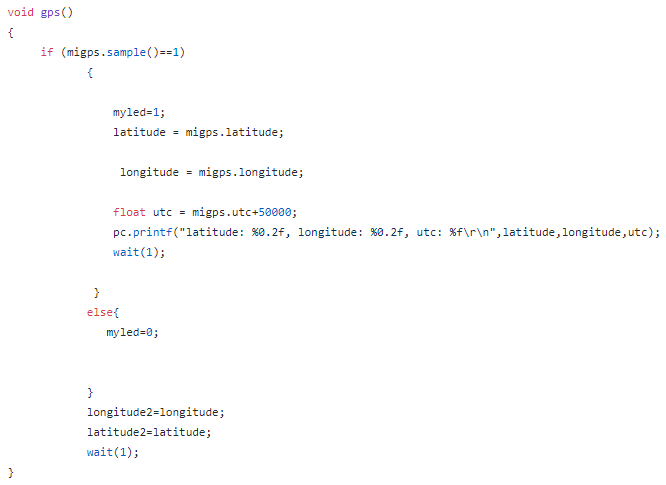 void gps()
{
if (migps.sample()==1)
{
myled=1;
latitude = migps.latitude;
longitude = migps.longitude;
float utc = migps.utc+50000;
pc.printf("latitude: %0.2f, longitude: %0.2f, utc: %f\r\n",latitude,longitude,utc);
wait(1);
}
else{
myled=0;
}
longitude2=longitude;
latitude2=latitude;
wait(1);
}